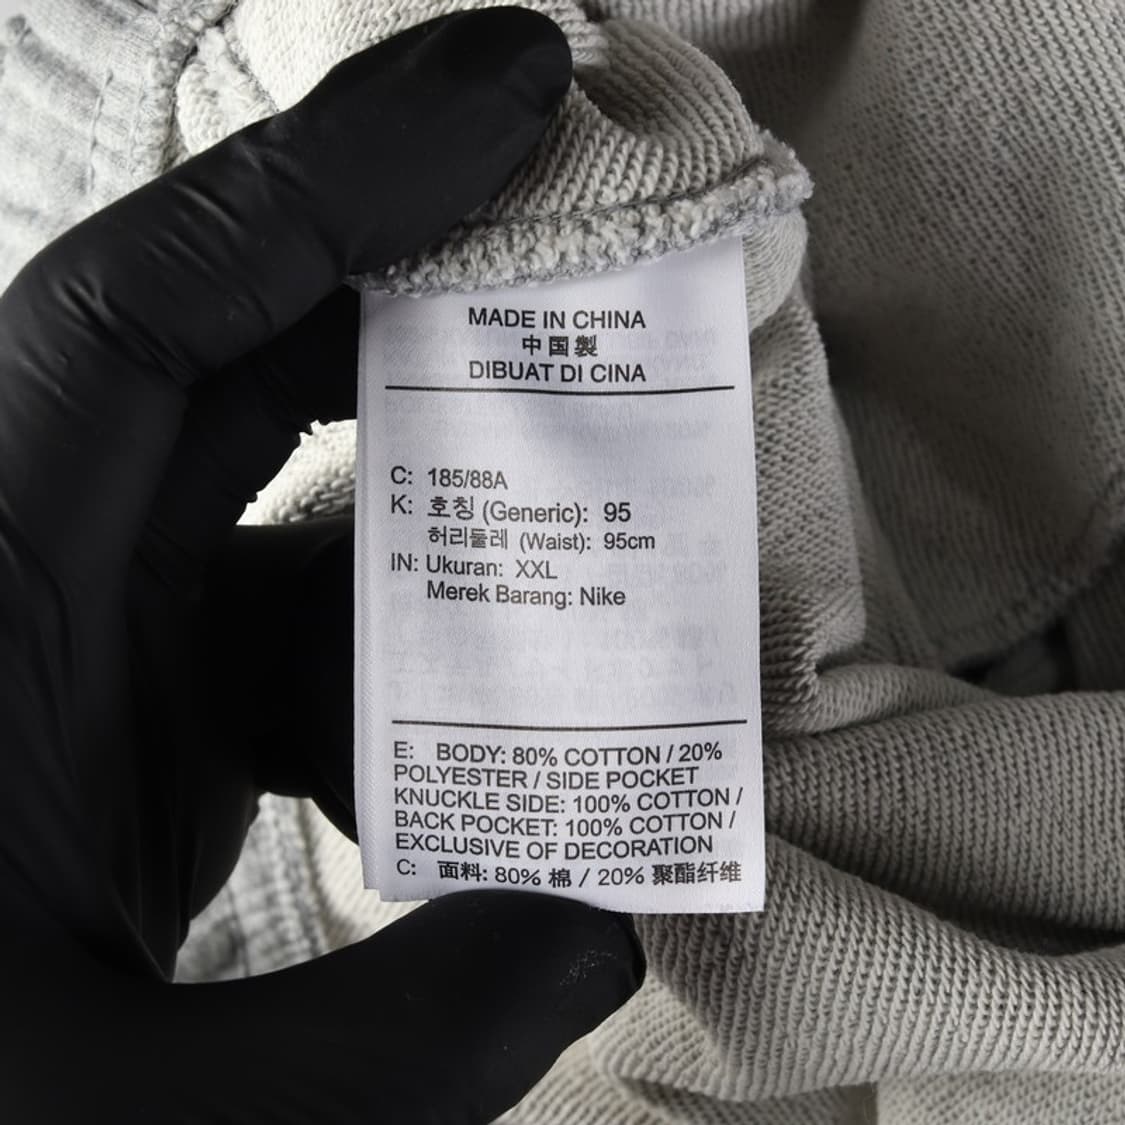 MADE IN CHINA
中国製
DIBUAT DI CINA
C: 185/88A
K: 호칭 (Generic): 95
허리둘레 (Waist): 95cm
IN: Ukuran: XXL
Merek Barang: Nike
E: BODY: 80% COTTON / 20%
POLYESTER / SIDE POCKET
KNUCKLE SIDE: 100% COTTON /
BACK POCKET: 100% COTTON /
EXCLUSIVE OF DECORATION
C: 面料: 80% 棉 / 20% 聚酯纤维